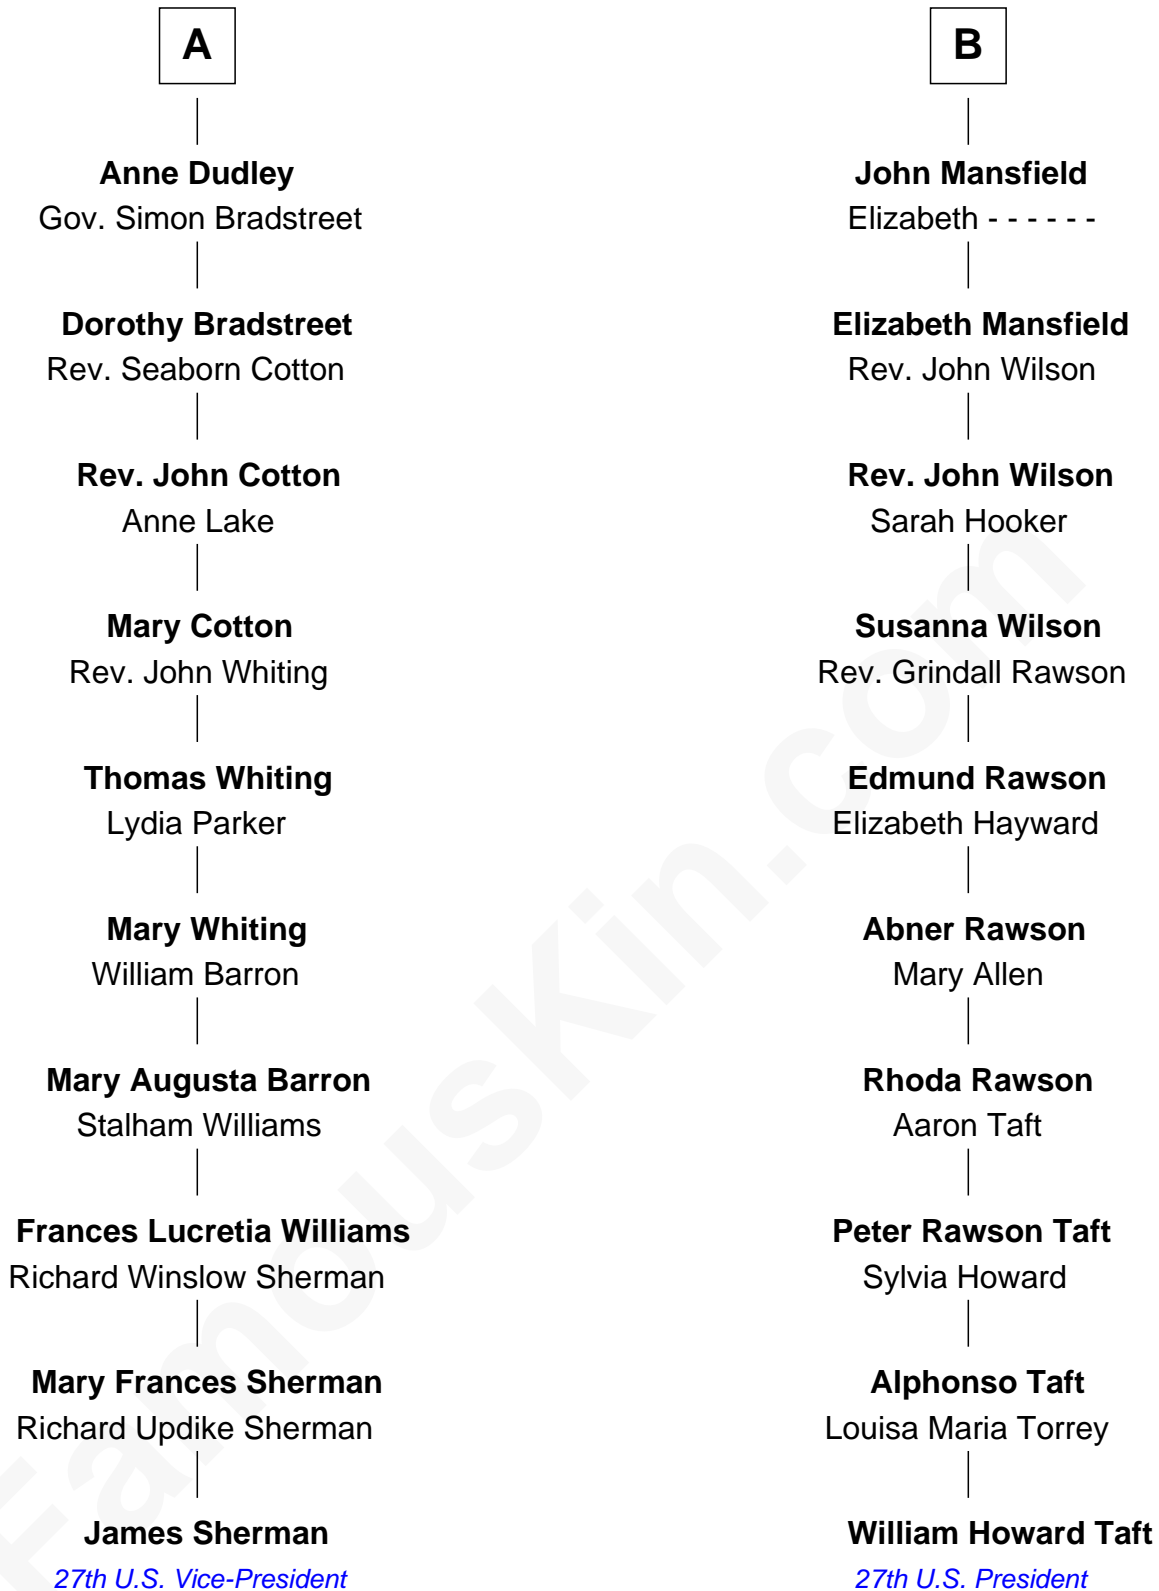 A
Anne Dudley
Gov. Simon Bradstreet
Dorothy Bradstreet
Rev. Seaborn Cotton
Rev. John Cotton
Anne Lake
Mary Cotton
Rev. John Whiting
Thomas Whiting
Lydia Parker
Mary Whiting
William Barron
Mary Augusta Barron
Stalham Williams
Frances Lucretia Williams
Richard Winslow Sherman
Mary Frances Sherman
Richard Updike Sherman
James Sherman
27th U.S. Vice-President
B
John Mansfield
Elizabeth - - - - - -
Elizabeth Mansfield
Rev. John Wilson
Rev. John Wilson
Sarah Hooker
Susanna Wilson
Rev. Grindall Rawson
Edmund Rawson
Elizabeth Hayward
Abner Rawson
Mary Allen
Rhoda Rawson
Aaron Taft
Peter Rawson Taft
Sylvia Howard
Alphonso Taft
Louisa Maria Torrey
William Howard Taft
27th U.S. President
FamousKin.com